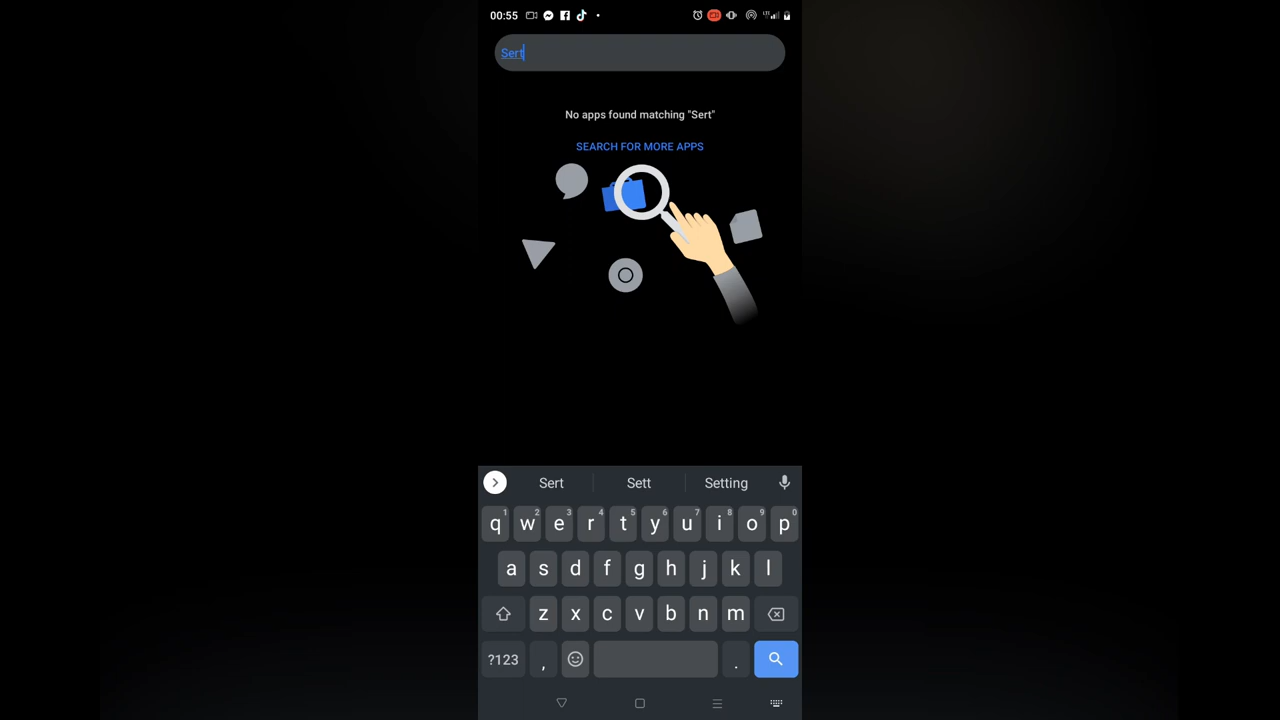 00:55
Sert
No apps found matching "Sert"
SEARCH FOR MORE APPS
Sert Sett Setting
1 2 3 4 5 6 7 8 9 0
q w e r t y u i o p
a s d f g h j k l
z x c v b n m
?123 , .